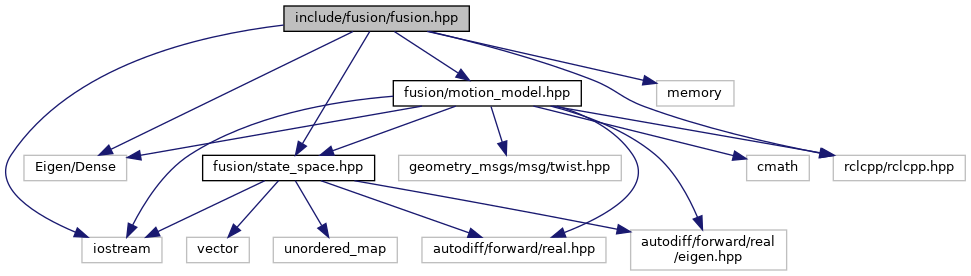 include/fusion/fusion.hpp
fusion/motion_model.hpp
memory
Eigen/Dense
fusion/state_space.hpp
geometry_msgs/msg/twist.hpp
cmath
rclcpp/rclcpp.hpp
iostream
vector
unordered_map
autodiff/forward/real.hpp
autodiff/forward/real
/eigen.hpp